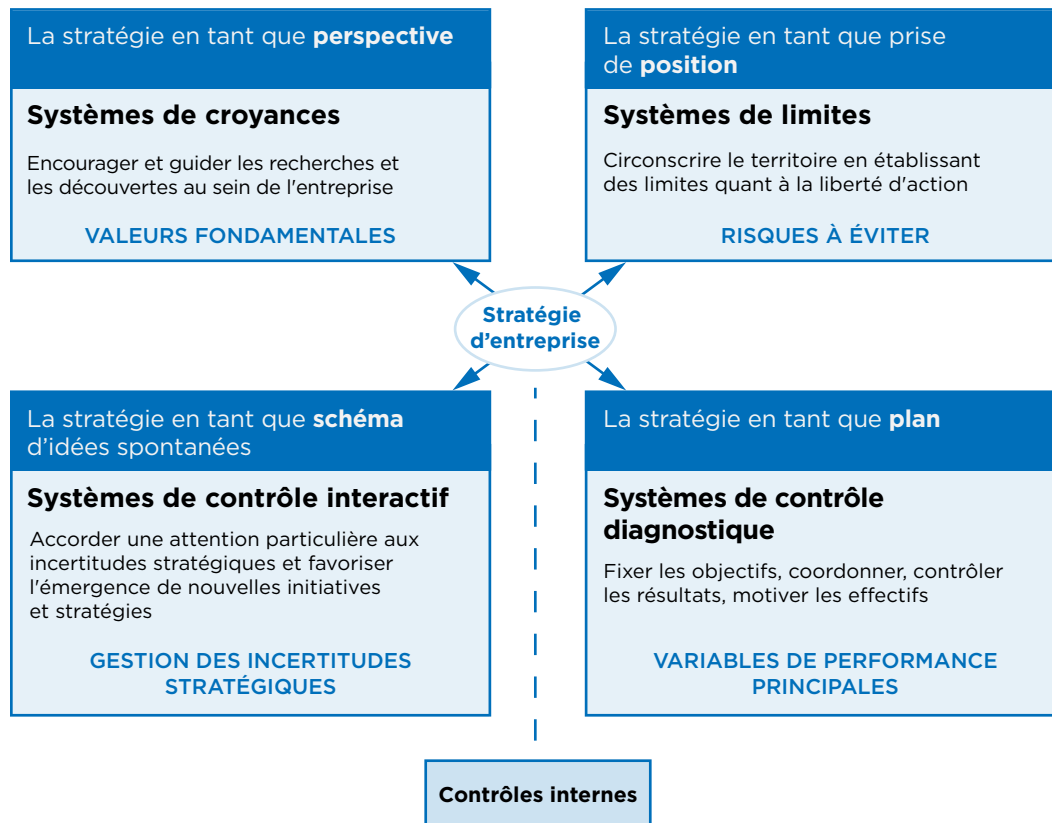 La stratégie en tant que perspective
Systèmes de croyances
Encourager et guider les recherches et
les découvertes au sein de l'entreprise
VALEURS FONDAMENTALES
La stratégie en tant que prise
de position
Systèmes de limites
Circonscrire le territoire en établissant
des limites quant à la liberté d'action
RISQUES À ÉVITER
Stratégie
d’entreprise
La stratégie en tant que schéma
d’idées spontanées
Systèmes de contrôle interactif
Accorder une attention particulière aux
incertitudes stratégiques et favoriser
l'émergence de nouvelles initiatives
et stratégies
GESTION DES INCERTITUDES
STRATÉGIQUES
La stratégie en tant que plan
Systèmes de contrôle
diagnostique
Fixer les objectifs, coordonner, contrôler
les résultats, motiver les effectifs
VARIABLES DE PERFORMANCE
PRINCIPALES
Contrôles internes